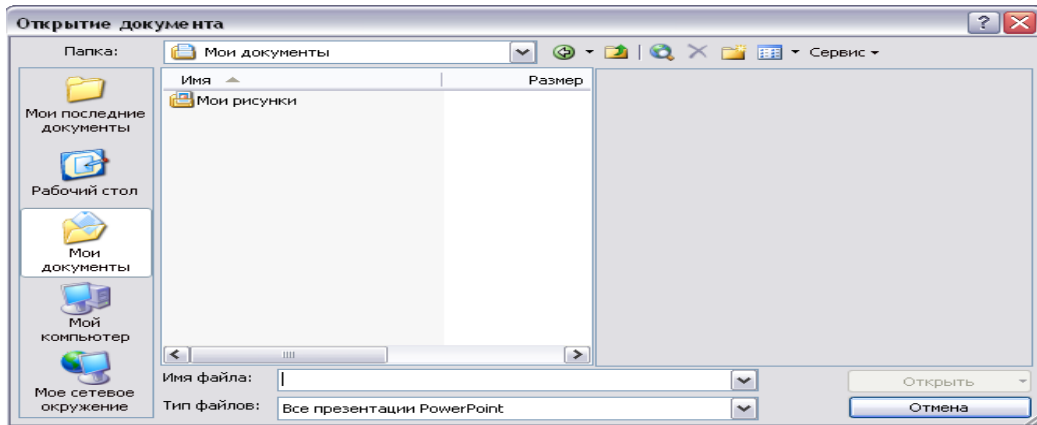 Открытие документа
Папка:
Мои документы
Сервис
Имя
Размер
Мои рисунки
Мои последние
документы
Рабочий стол
Мои
документы
Мой
компьютер
Мое сетевое
окружение
Имя файла:
Открыть
Тип файлов:
Все презентации PowerPoint
Отмена